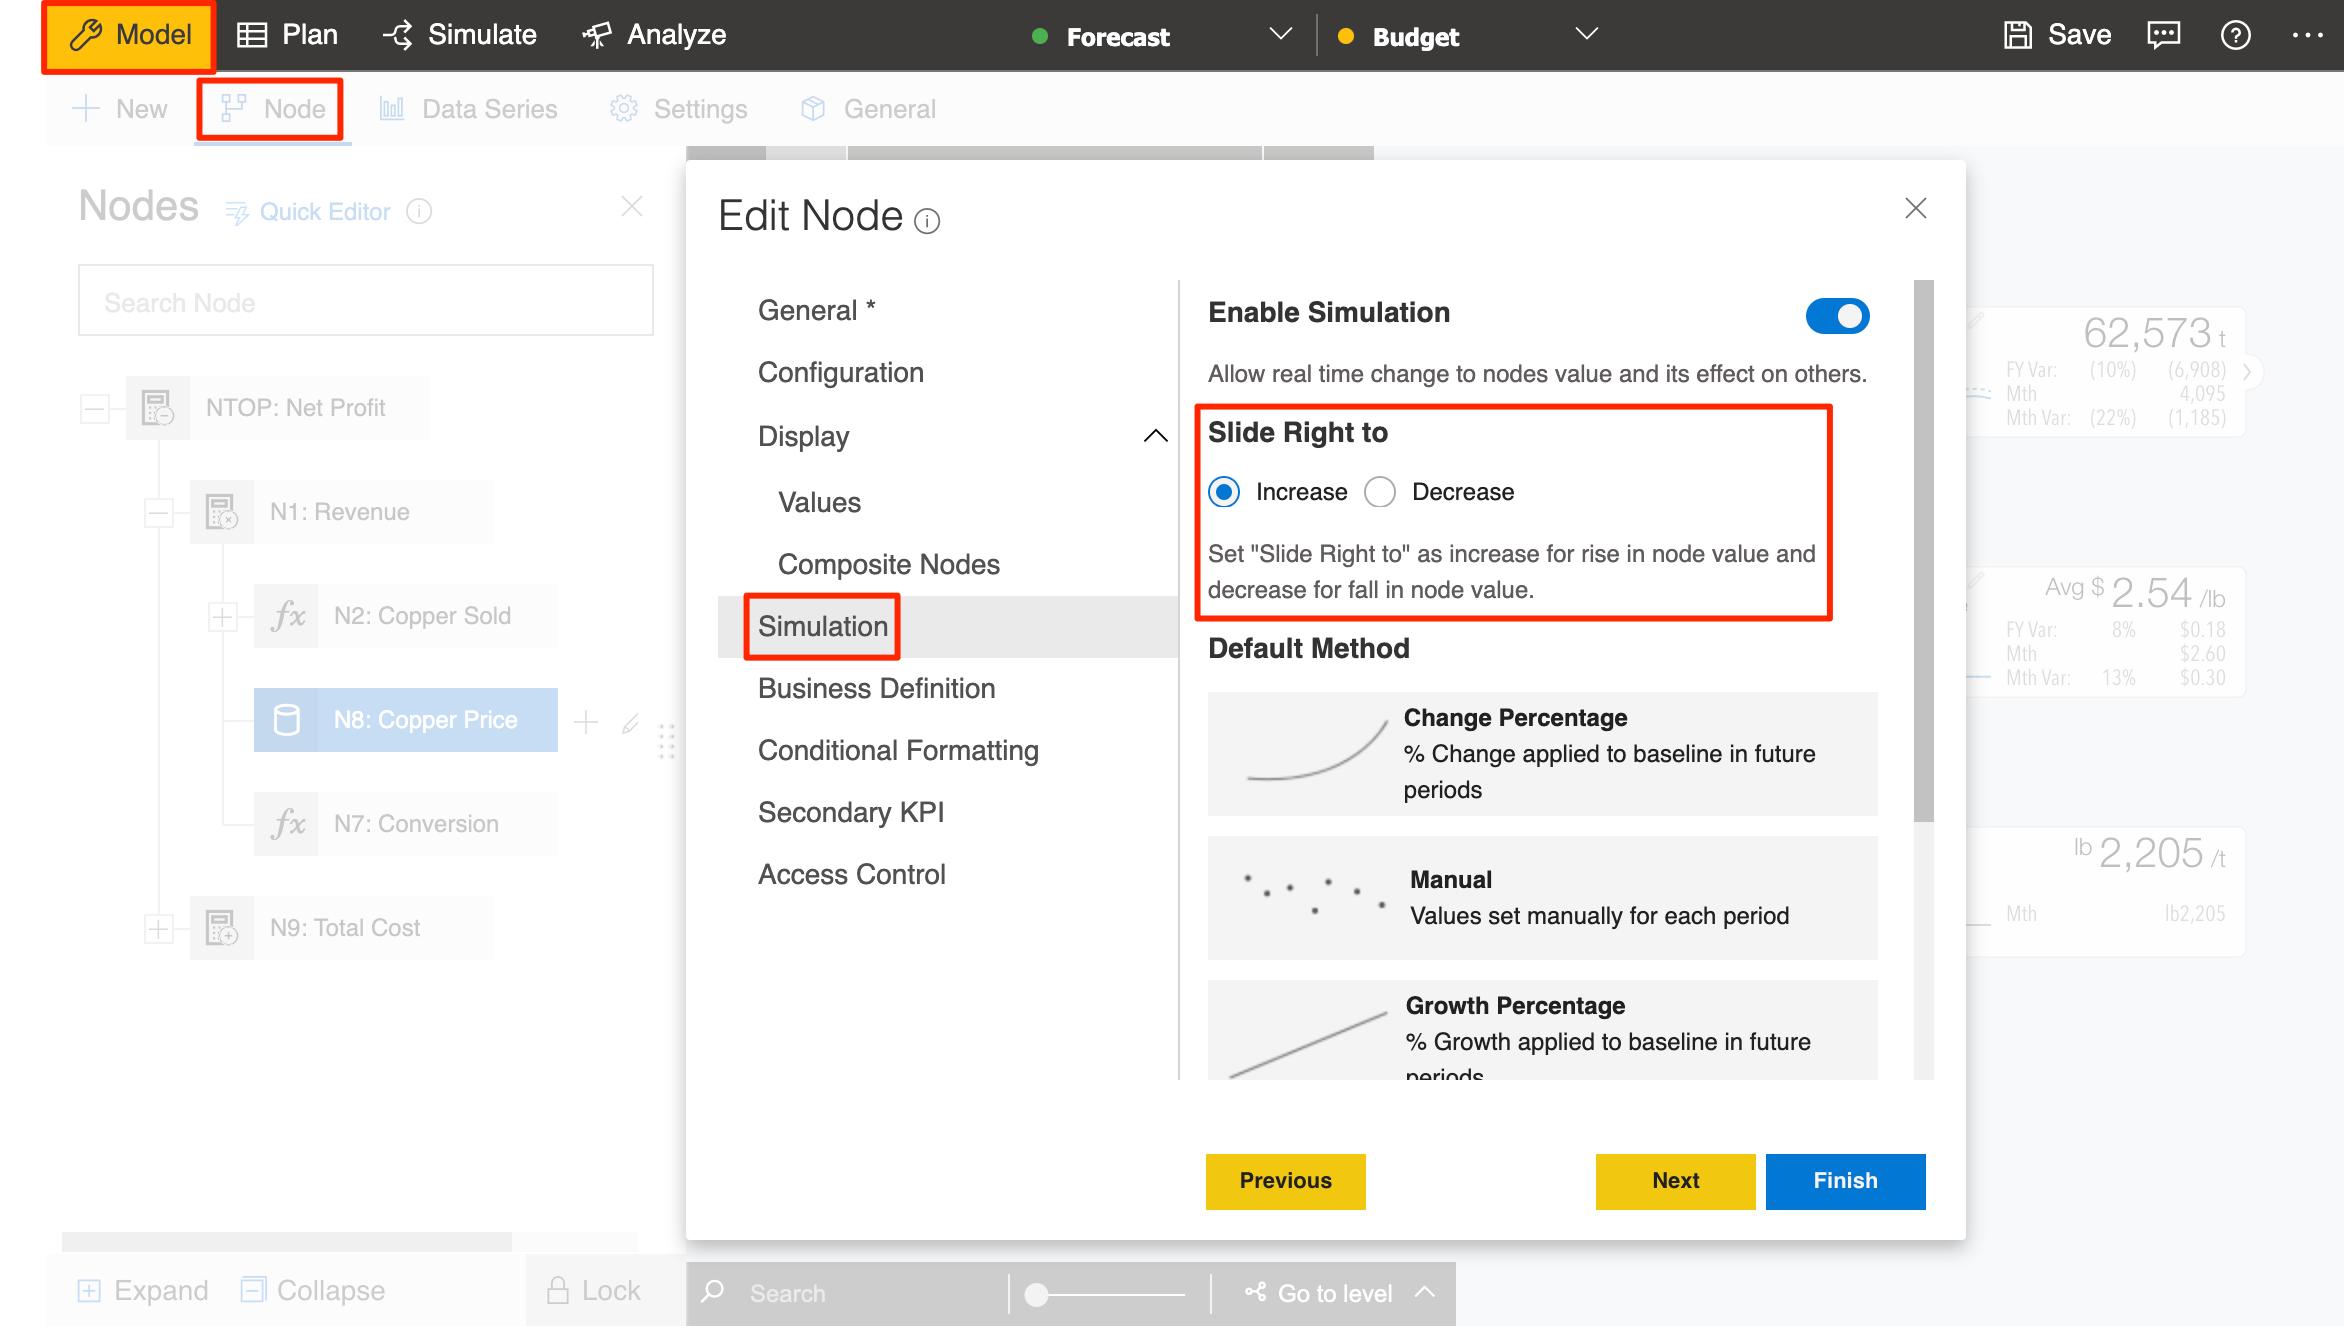 Model
Plan
Simulate
Analyze
Forecast
Budget
Save
New
Node
Data Series
Settings
General
Nodes
Quick Editor
Search Node
NTOP: Net Profit
N1: Revenue
fx N2: Copper Sold
N8: Copper Price
fx N7: Conversion
N9: Total Cost
Expand
Collapse
Lock
Edit Node
General *
Configuration
Display
Values
Composite Nodes
Simulation
Business Definition
Conditional Formatting
Secondary KPI
Access Control
Enable Simulation
Allow real time change to nodes value and its effect on others.
Slide Right to
Increase
Decrease
Set "Slide Right to" as increase for rise in node value and
decrease for fall in node value.
Default Method
Change Percentage
% Change applied to baseline in future
periods
Manual
Values set manually for each period
Growth Percentage
% Growth applied to baseline in future
periods
Previous
Next
Finish
62,573 t
FY Var: (10%) (6,908)
Mth 4,095
Mth Var: (22%) (1,185)
Avg $ 2.54 /lb
FY Var: 8% $0.18
Mth $2.60
Mth Var: 13% $0.30
lb 2,205 /t
Mth lb2,205
Search
Go to level